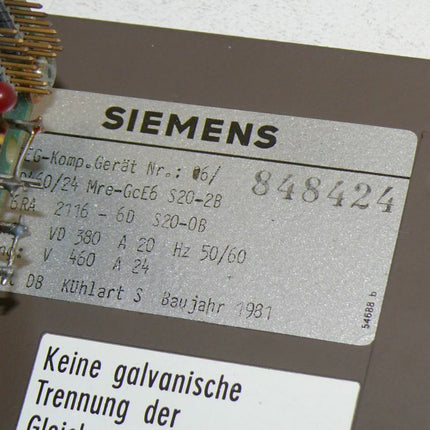 SIEMENS
EG-Komp.Gerät Nr.: 06/ 848424
460/24 Mre-GcE6 S20-2B
6RA 2116 - 6D S20-0B
VD 380 A 20 Hz 50/60
V 460 A 24
DB Kühlart S Baujahr 1981
54688 b
Keine galvanische
Trennung der